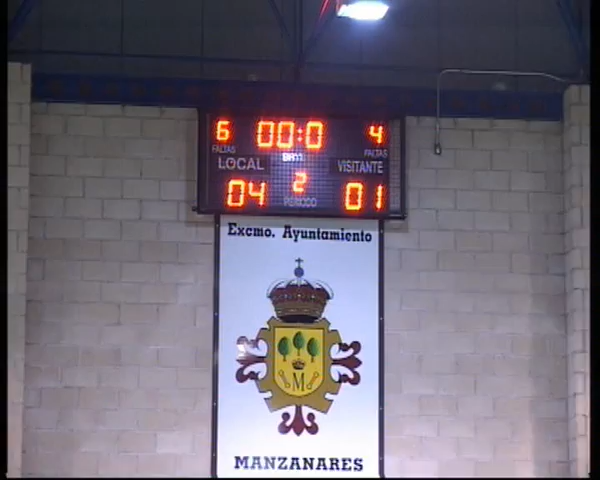 6 00:0 4
FALTAS FALTAS
LOCAL VISITANTE
04 2 01
PERIODO
Excmo. Ayuntamiento
M
MANZANARES